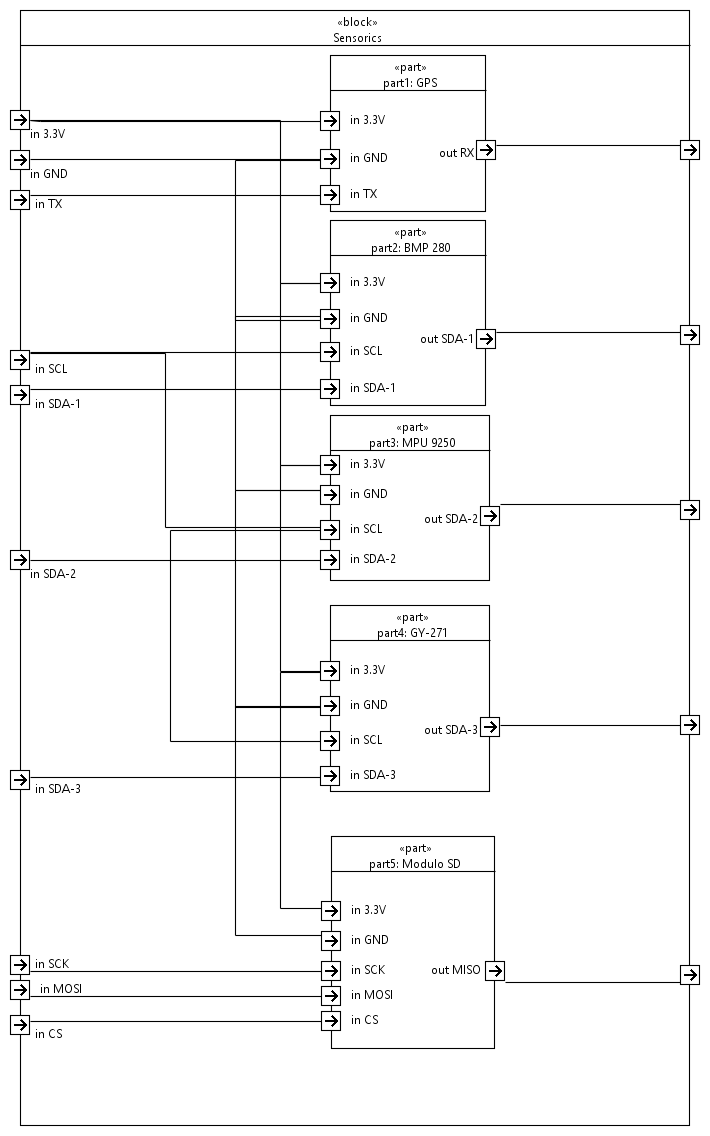 «block»
Sensorics
«part»
part1: GPS
in 3.3V
in GND
in TX
out RX
in 3.3V
in GND
in TX
«part»
part2: BMP 280
in 3.3V
in GND
in SCL
in SDA-1
out SDA-1
in SCL
in SDA-1
«part»
part3: MPU 9250
in 3.3V
in GND
in SCL
in SDA-2
out SDA-2
in SDA-2
«part»
part4: GY-271
in 3.3V
in GND
in SCL
in SDA-3
out SDA-3
in SDA-3
«part»
part5: Modulo SD
in 3.3V
in GND
in SCK
in MOSI
in CS
out MISO
in SCK
in MOSI
in CS